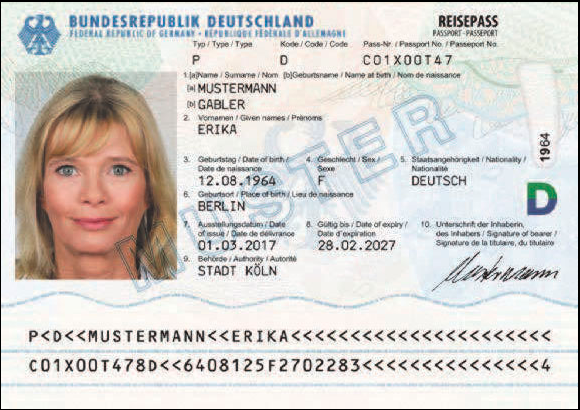 BUNDESREPUBLIK DEUTSCHLAND
FEDERAL REPUBLIC OF GERMANY · RÉPUBLIQUE FÉDÉRALE D'ALLEMAGNE
REISEPASS
PASSPORT · PASSEPORT
Typ / Type / Type Kode / Code / Code Pass-Nr. / Passport No. / Passeport No.
P D C01X00T47
1.[a]Name / Surname / Nom [b]Geburtsname / Name at birth / Nom de naissance
[a] MUSTERMANN
[b] GABLER
2. Vornamen / Given names / Prénoms
ERIKA
3. Geburtstag / Date of birth / Date de naissance
12.08.1964
4. Geschlecht / Sex / Sexe
F
5. Staatsangehörigkeit / Nationality / Nationalité
DEUTSCH
6. Geburtsort / Place of birth / Lieu de naissance
BERLIN
7. Ausstellungsdatum / Date of issue / Date de délivrance
01.03.2017
8. Gültig bis / Date of expiry / Date d'expiration
28.02.2027
9. Behörde / Authority / Autorité
STADT KÖLN
10. Unterschrift der Inhaberin, des Inhabers / Signature of bearer / Signature de la titulaire, du titulaire
Mustermann
1964
D
MUSTER
MUSTER
P<D<<MUSTERMANN<<ERIKA<<<<<<<<<<<<<<<<<<<<<<
C01X00T478D<<6408125F2702283<<<<<<<<<<<<<<<4